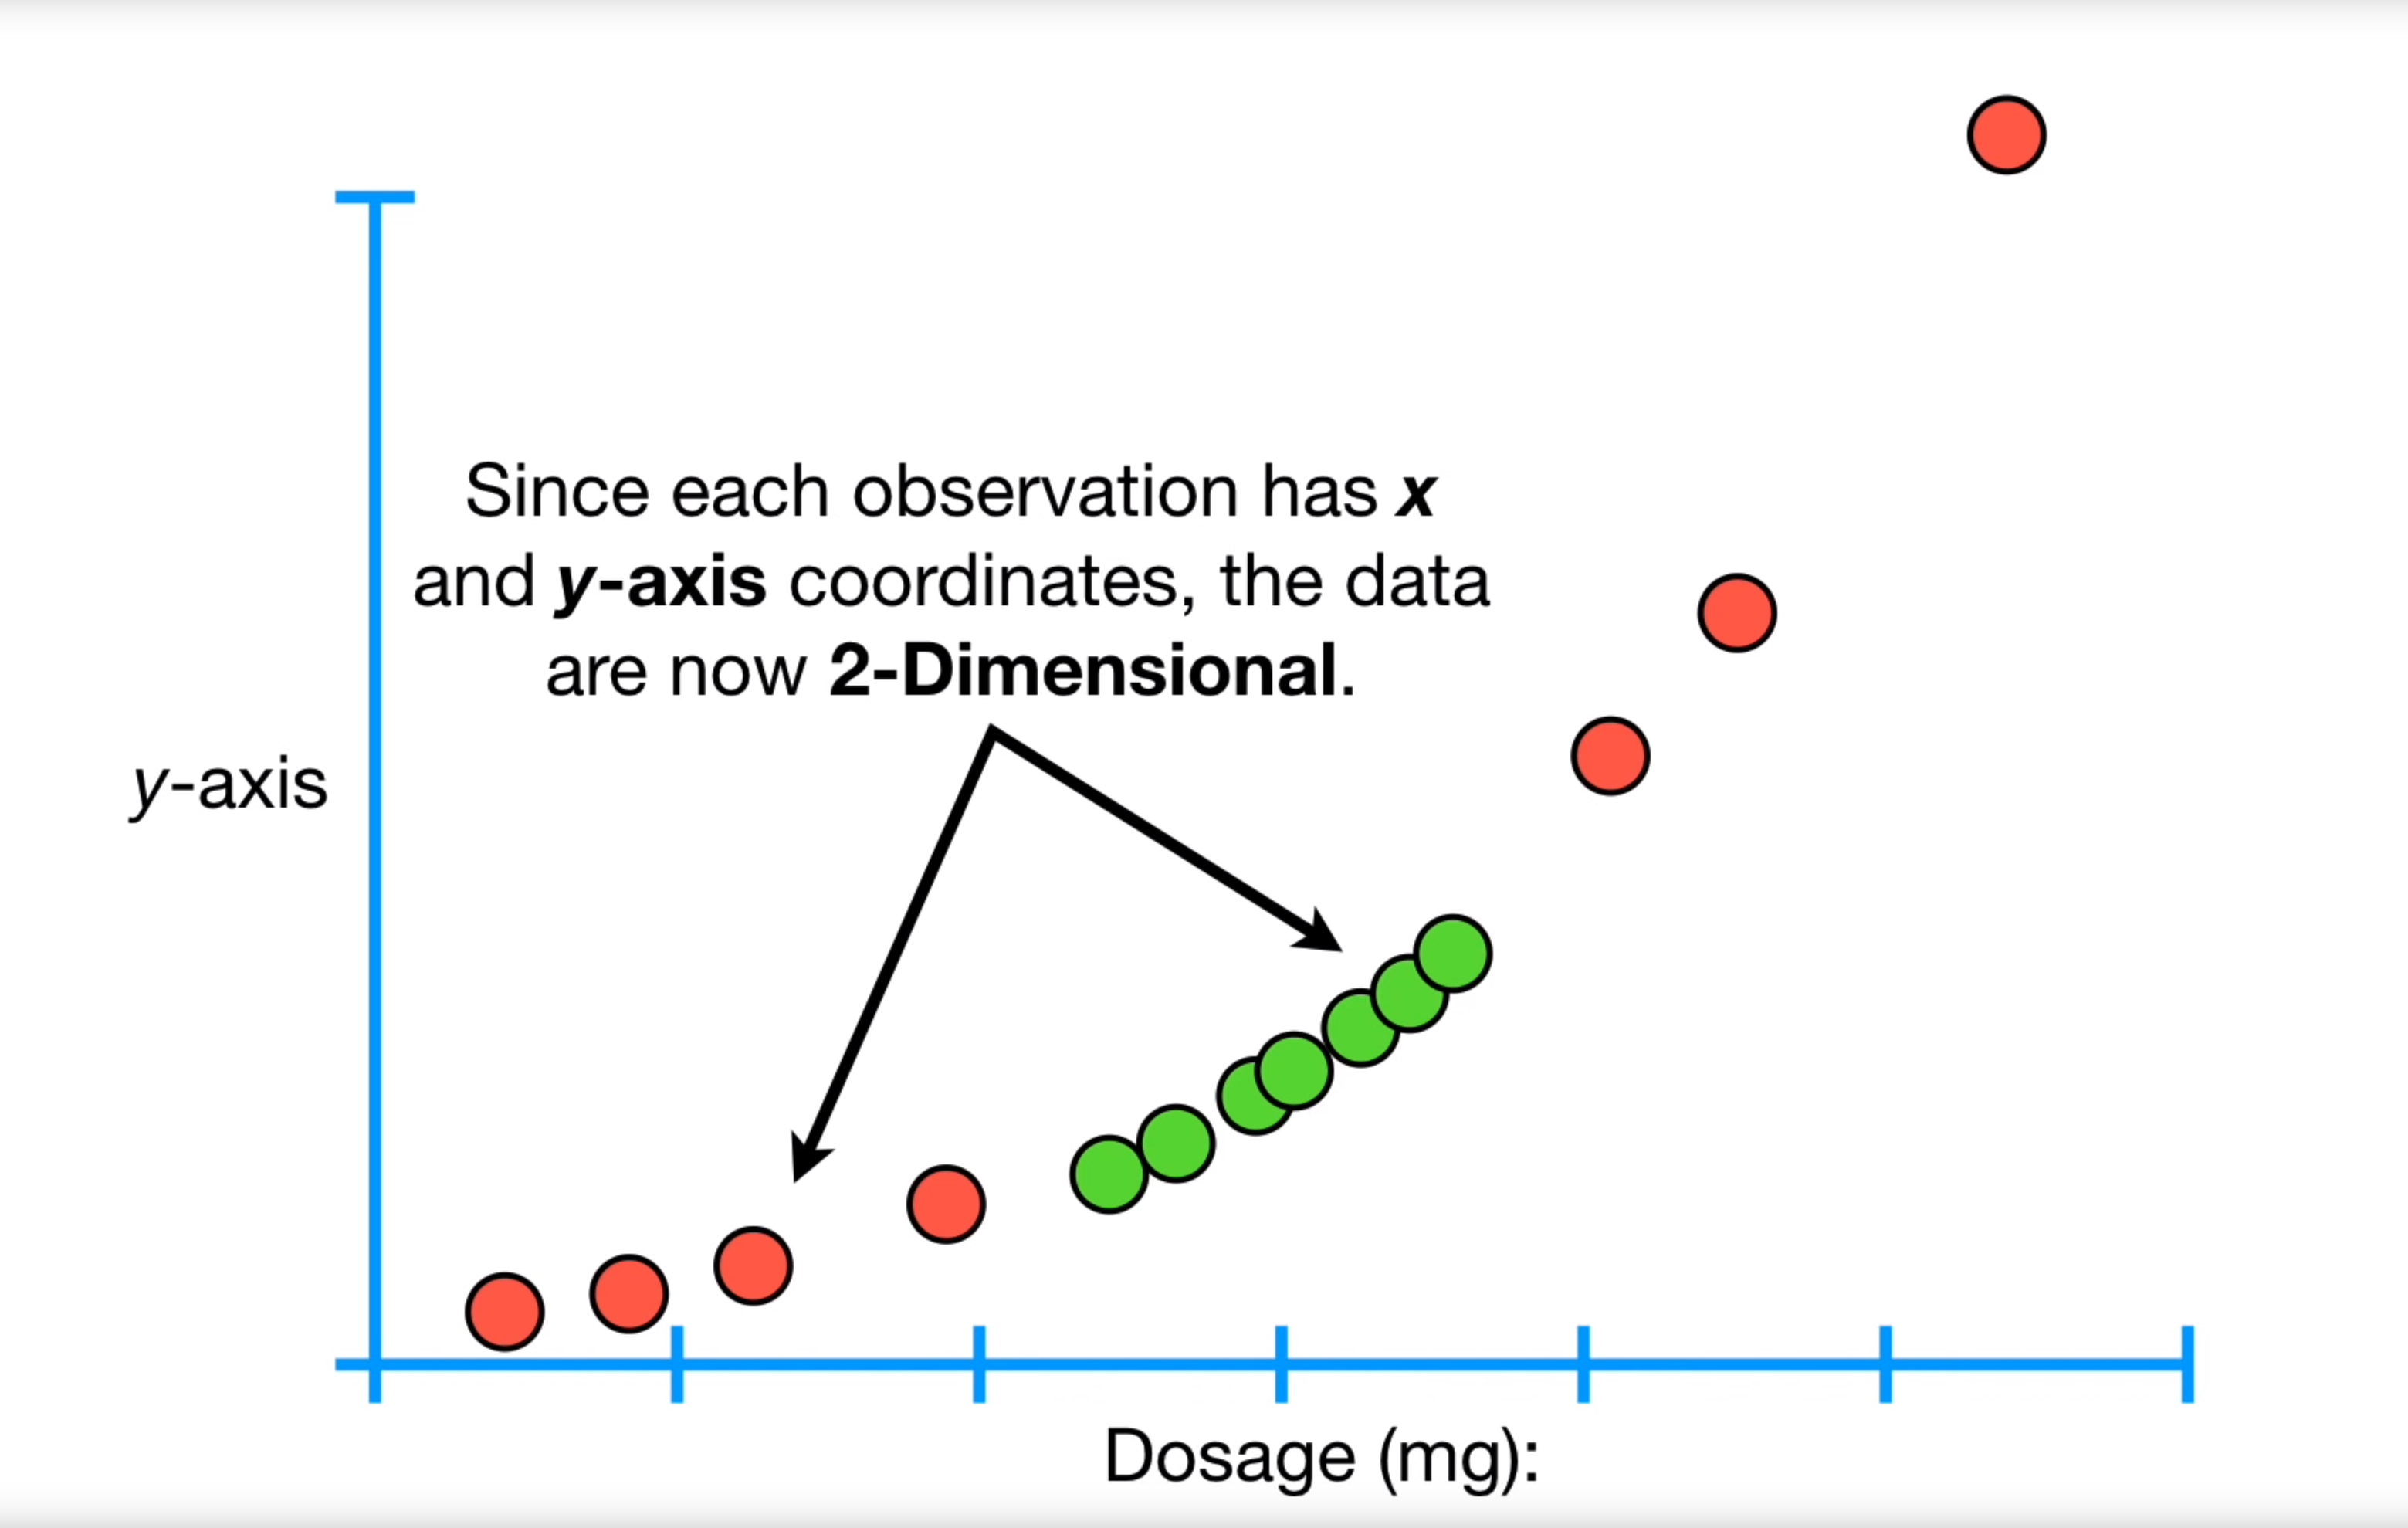 Since each observation has x
and y-axis coordinates, the data
are now 2-Dimensional.
y-axis
Dosage (mg):